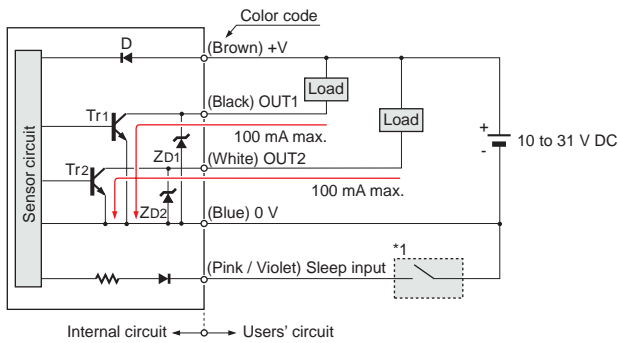 Color code
D
(Brown) +V
Load
(Black) OUT1
Load
Tr1
100 mA max.
+
10 to 31 V DC
-
ZD1
(White) OUT2
Sensor circuit
Tr2
100 mA max.
ZD2
(Blue) 0 V
*1
(Pink / Violet) Sleep input
Internal circuit
Users' circuit